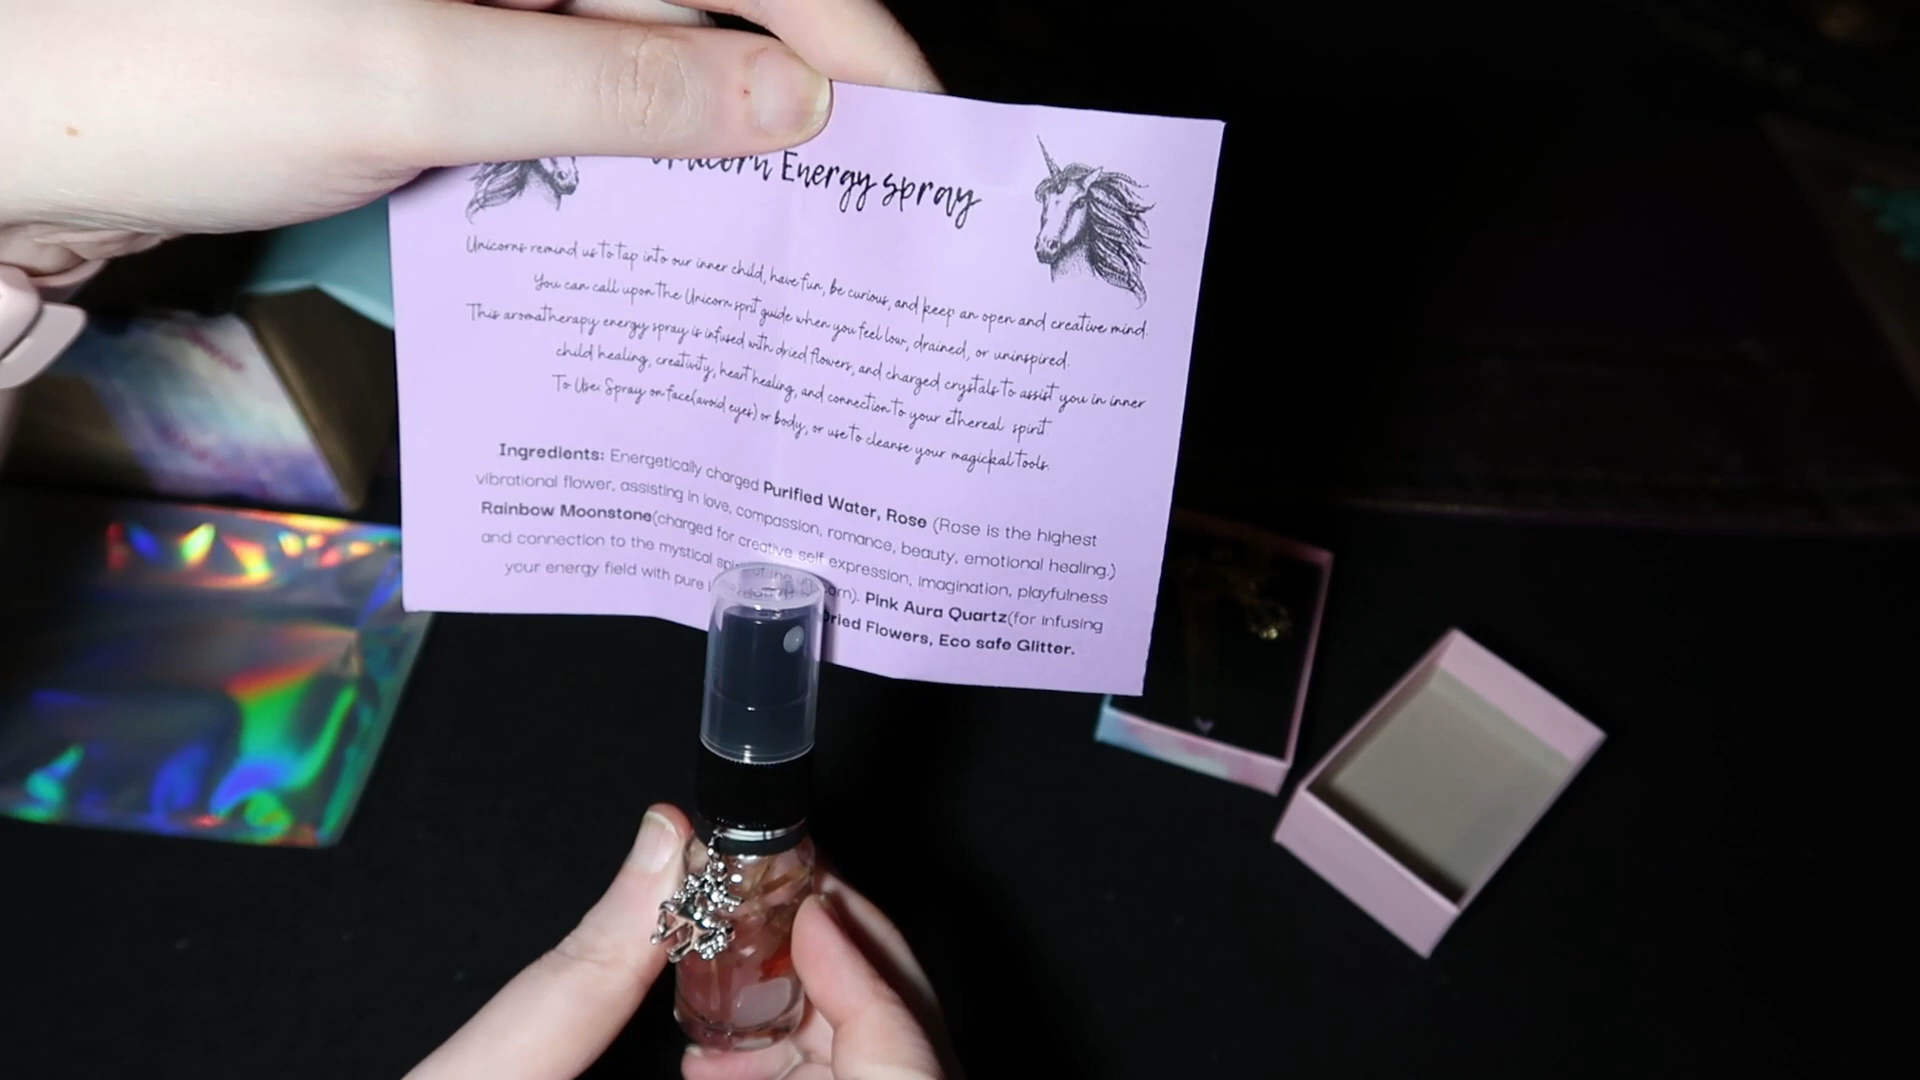 Unicorn Energy spray
Unicorns remind us to tap into our inner child, have fun, be curious, and keep an open and creative mind.
You can call upon the Unicorn sprit guide when you feel low, drained, or uninspired.
This aromatherapy energy spray is infused with dried flowers, and charged crystals to assist you in inner
child healing, creativity, heart healing, and connection to your ethereal spirit.
To Use: Spray on face(avoid eyes) or body, or use to cleanse your magickal tools.
Ingredients: Energetically charged Purified Water, Rose (Rose is the highest
vibrational flower, assisting in love, compassion, romance, beauty, emotional healing.)
Rainbow Moonstone(charged for creative self expression, imagination, playfulness
and connection to the mystical of the Pink Aura Quartz(for infusing
your energy field with pure Dried Flowers, Eco safe Glitter.